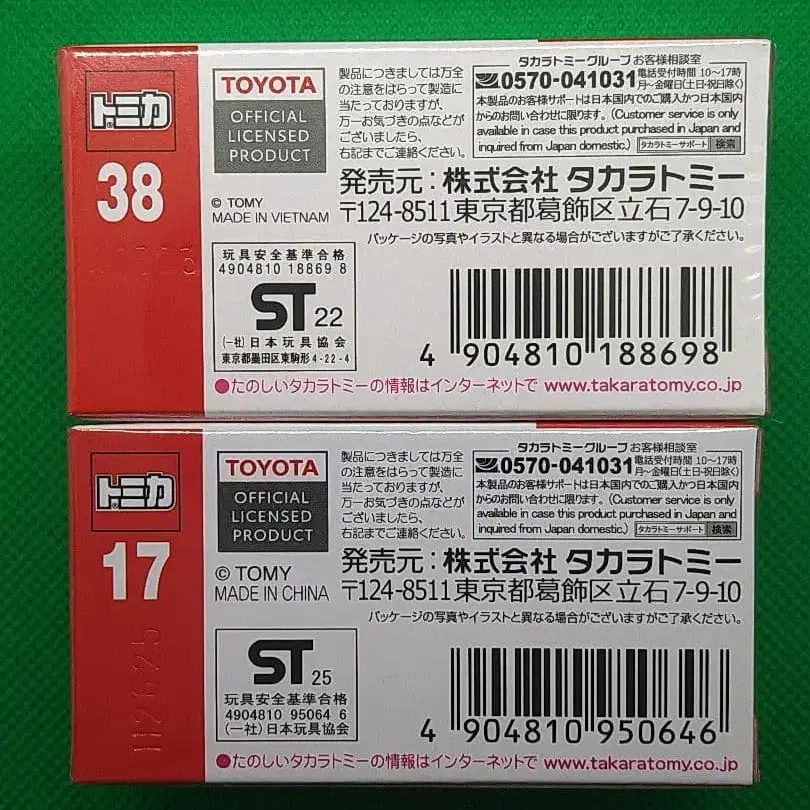 トミカ
38
TOYOTA
OFFICIAL
LICENSED
PRODUCT
© TOMY
MADE IN VIETNAM
製品につきましては万全
の注意をはらって製造に
当たっておりますが、
万一お気づきの点などが
ございましたら、
右記までご連絡ください。
タカラトミーグループ お客様相談室
0570-041031 電話受付時間 10〜17時
月〜金曜日(土・日・祝日除く)
本製品のお客様サポートは日本国内でのご購入かつ日本国内
からのお問い合わせに限ります。(Customer service is only
available in case this product purchased in Japan and
inquired from Japan domestic.) タカラトミーサポート 検索
発売元：株式会社 タカラトミー
〒124-8511 東京都葛飾区立石7-9-10
パッケージの写真やイラストと異なる場合がございますがご了承ください。
玩具安全基準合格
4904810 18869 8
ST 22
(一社)日本玩具協会
東京都墨田区東駒形4-22-4
4 904810 188698
●たのしいタカラトミーの情報はインターネットで www.takaratomy.co.jp
トミカ
17
H2625
TOYOTA
OFFICIAL
LICENSED
PRODUCT
© TOMY
MADE IN CHINA
製品につきましては万全
の注意をはらって製造に
当たっておりますが、
万一お気づきの点などが
ございましたら、
右記までご連絡ください。
タカラトミーグループ お客様相談室
0570-041031 電話受付時間 10〜17時
月〜金曜日(土・日・祝日除く)
本製品のお客様サポートは日本国内でのご購入かつ日本国内
からのお問い合わせに限ります。(Customer service is only
available in case this product purchased in Japan and
inquired from Japan domestic.) タカラトミーサポート 検索
発売元：株式会社 タカラトミー
〒124-8511 東京都葛飾区立石7-9-10
パッケージの写真やイラストと異なる場合がございますがご了承ください。
ST 25
玩具安全基準合格
4904810 95064 6
(一社)日本玩具協会
4 904810 950646
●たのしいタカラトミーの情報はインターネットで www.takaratomy.co.jp